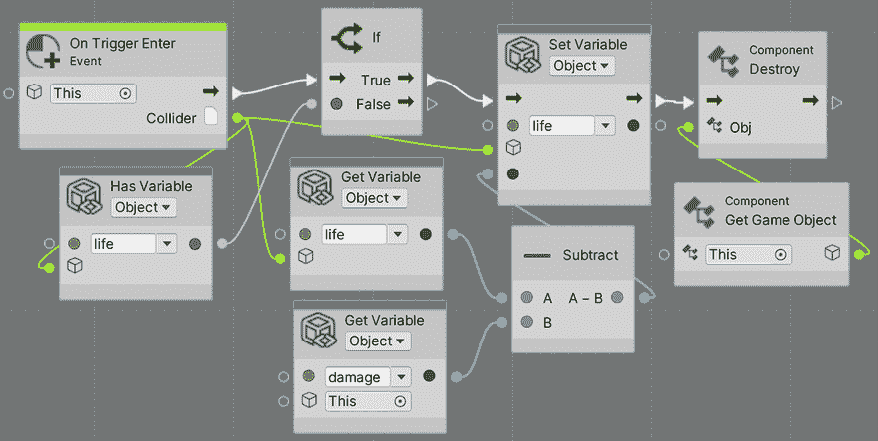 On Trigger Enter
Event
This
Collider
If
True
False
Set Variable
Object
life
Component
Destroy
Obj
Has Variable
Object
life
Get Variable
Object
life
Component
Get Game Object
This
Subtract
A A – B
B
Get Variable
Object
damage
This